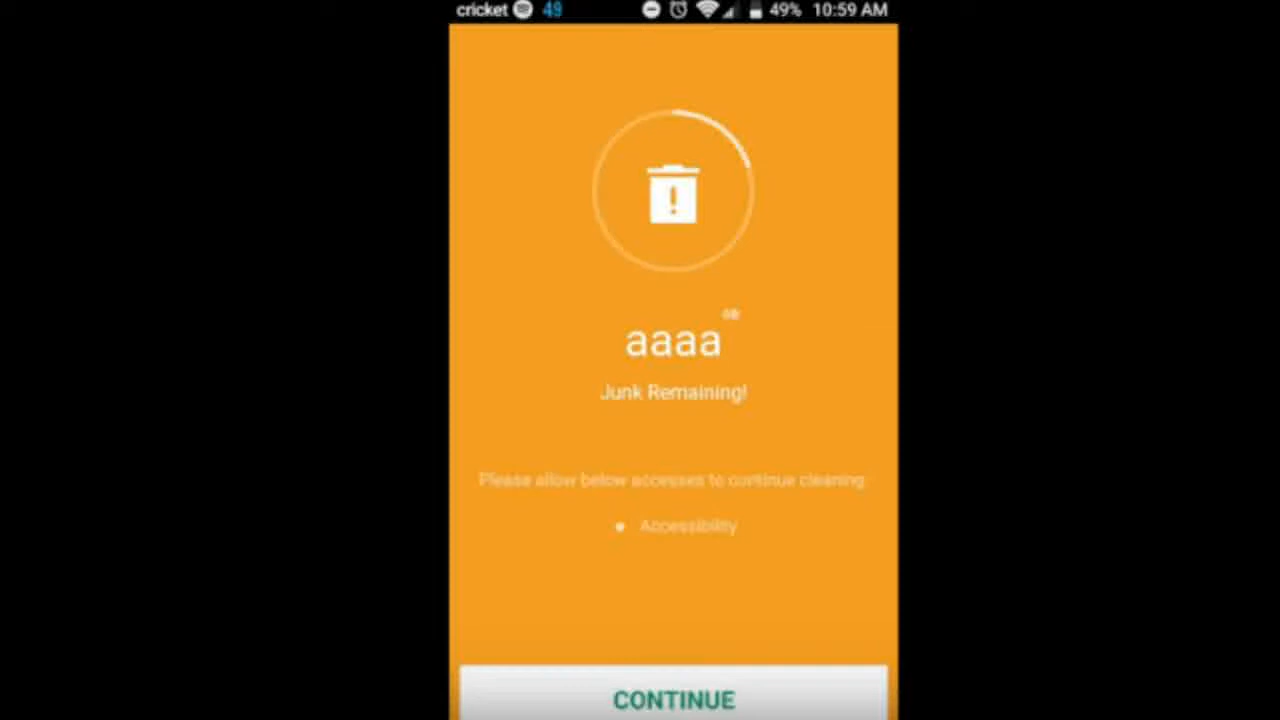 cricket 49 49% 10:59 AM
aaaa
Junk Remaining!
Please allow below accesses to continue cleaning
Accessibility
CONTINUE